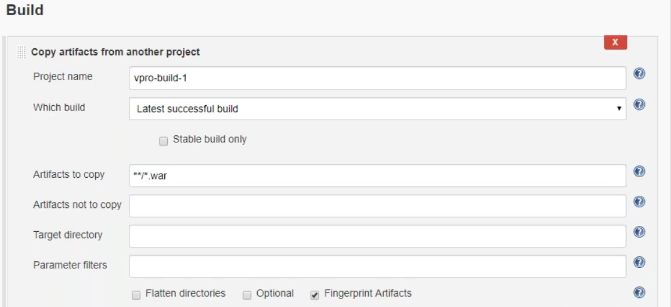 Build
Copy artifacts from another project
X
Project name
vpro-build-1
Which build
Latest successful build
Stable build only
Artifacts to copy
**/*.war
Artifacts not to copy
Target directory
Parameter filters
Flatten directories Optional Fingerprint Artifacts